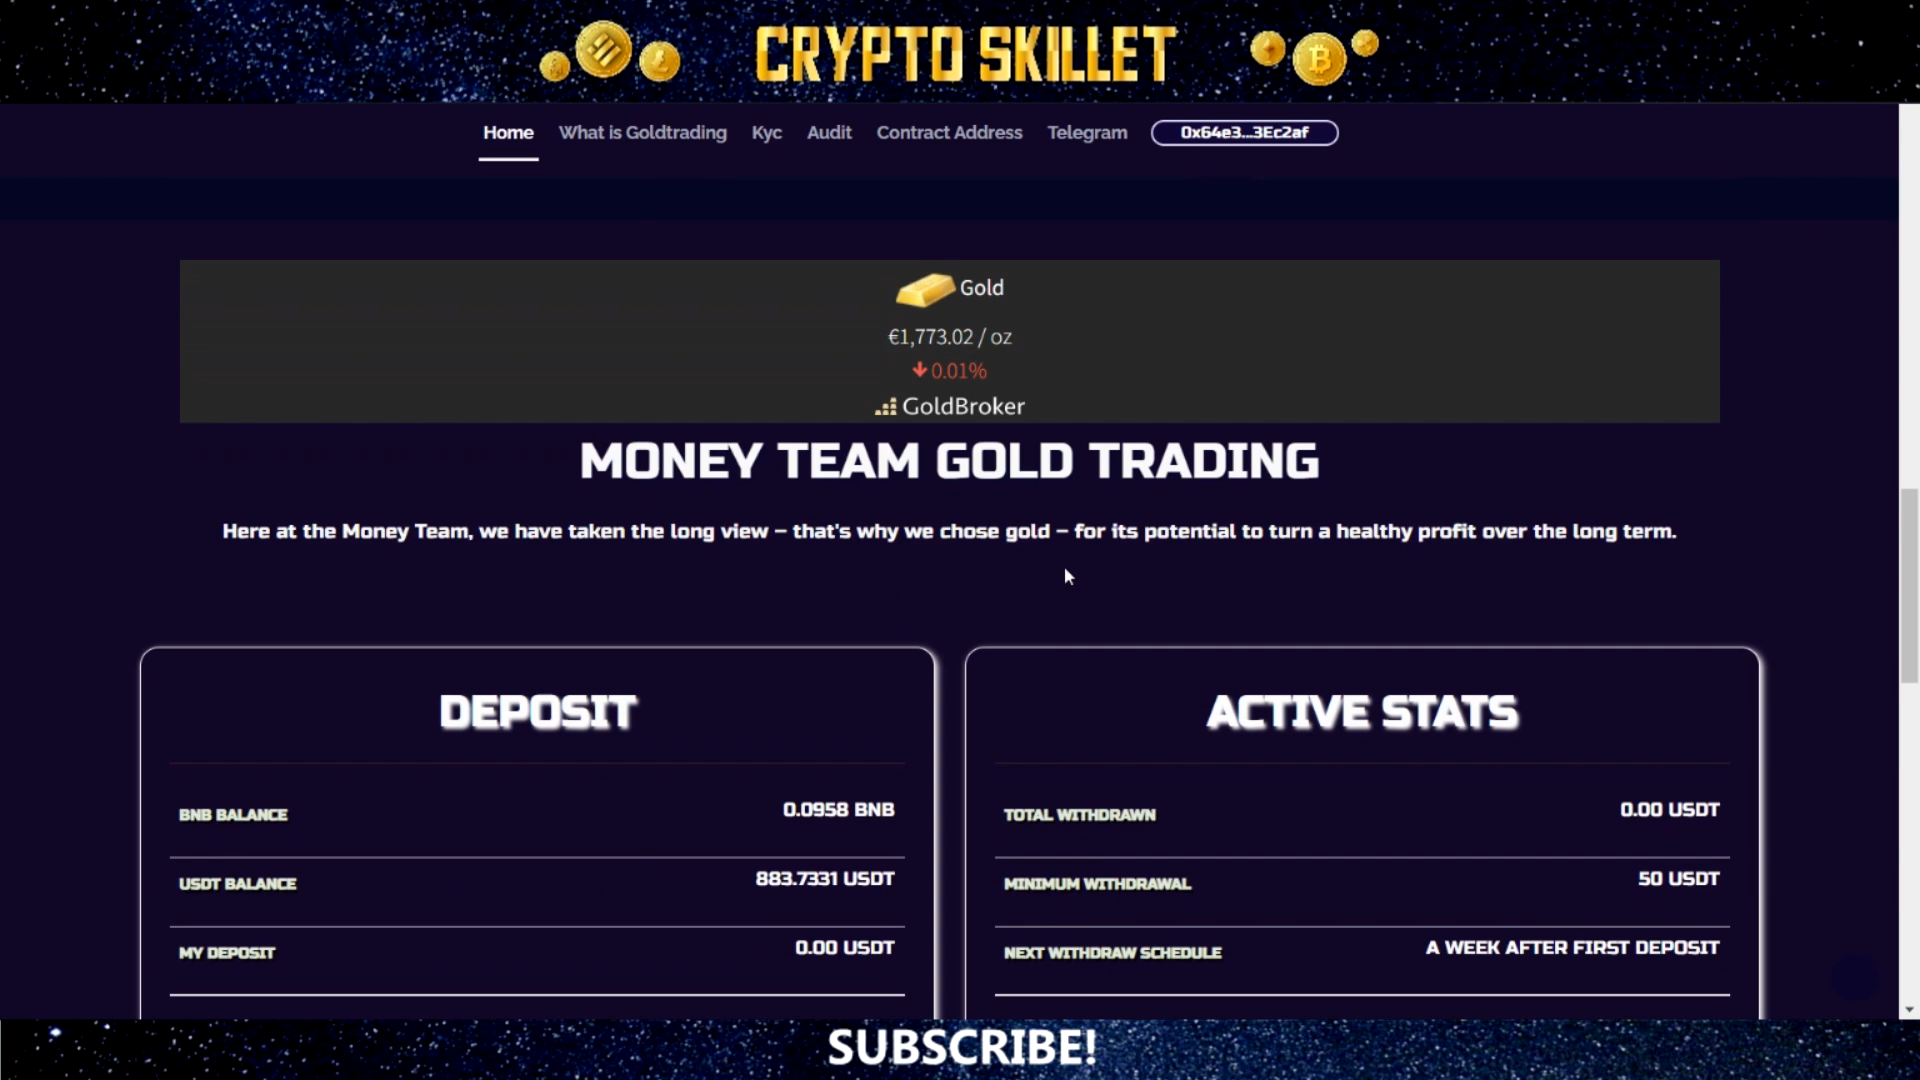 CRYPTO SKILLET
Home What is Goldtrading Kyc Audit Contract Address Telegram 0x64e3...3Ec2af
Gold
€1,773.02 / oz
0.01%
GoldBroker
MONEY TEAM GOLD TRADING
Here at the Money Team, we have taken the long view – that's why we chose gold – for its potential to turn a healthy profit over the long term.
DEPOSIT
BNB BALANCE 0.0958 BNB
USDT BALANCE 883.7331 USDT
MY DEPOSIT 0.00 USDT
ACTIVE STATS
TOTAL WITHDRAWN 0.00 USDT
MINIMUM WITHDRAWAL 50 USDT
NEXT WITHDRAW SCHEDULE A WEEK AFTER FIRST DEPOSIT
SUBSCRIBE!